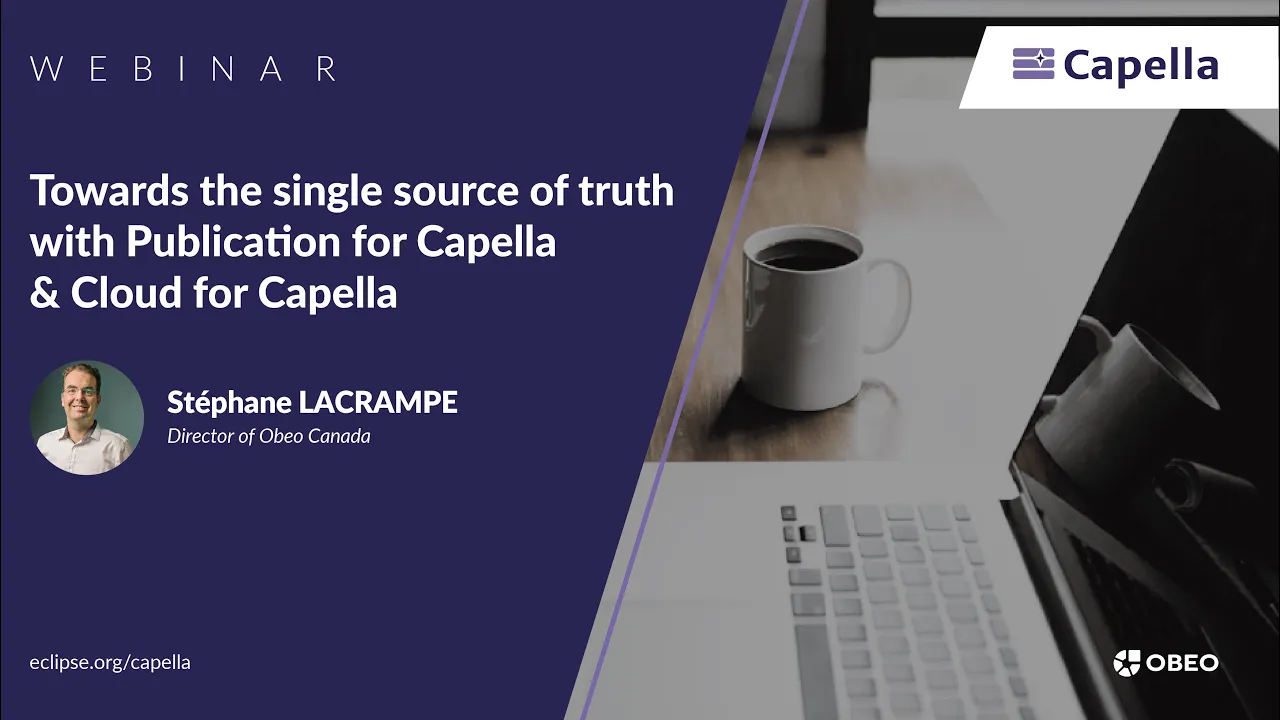 WEBINAR
Capella
Towards the single source of truth
with Publication for Capella
& Cloud for Capella
Stéphane LACRAMPE
Director of Obeo Canada
eclipse.org/capella
OBEO